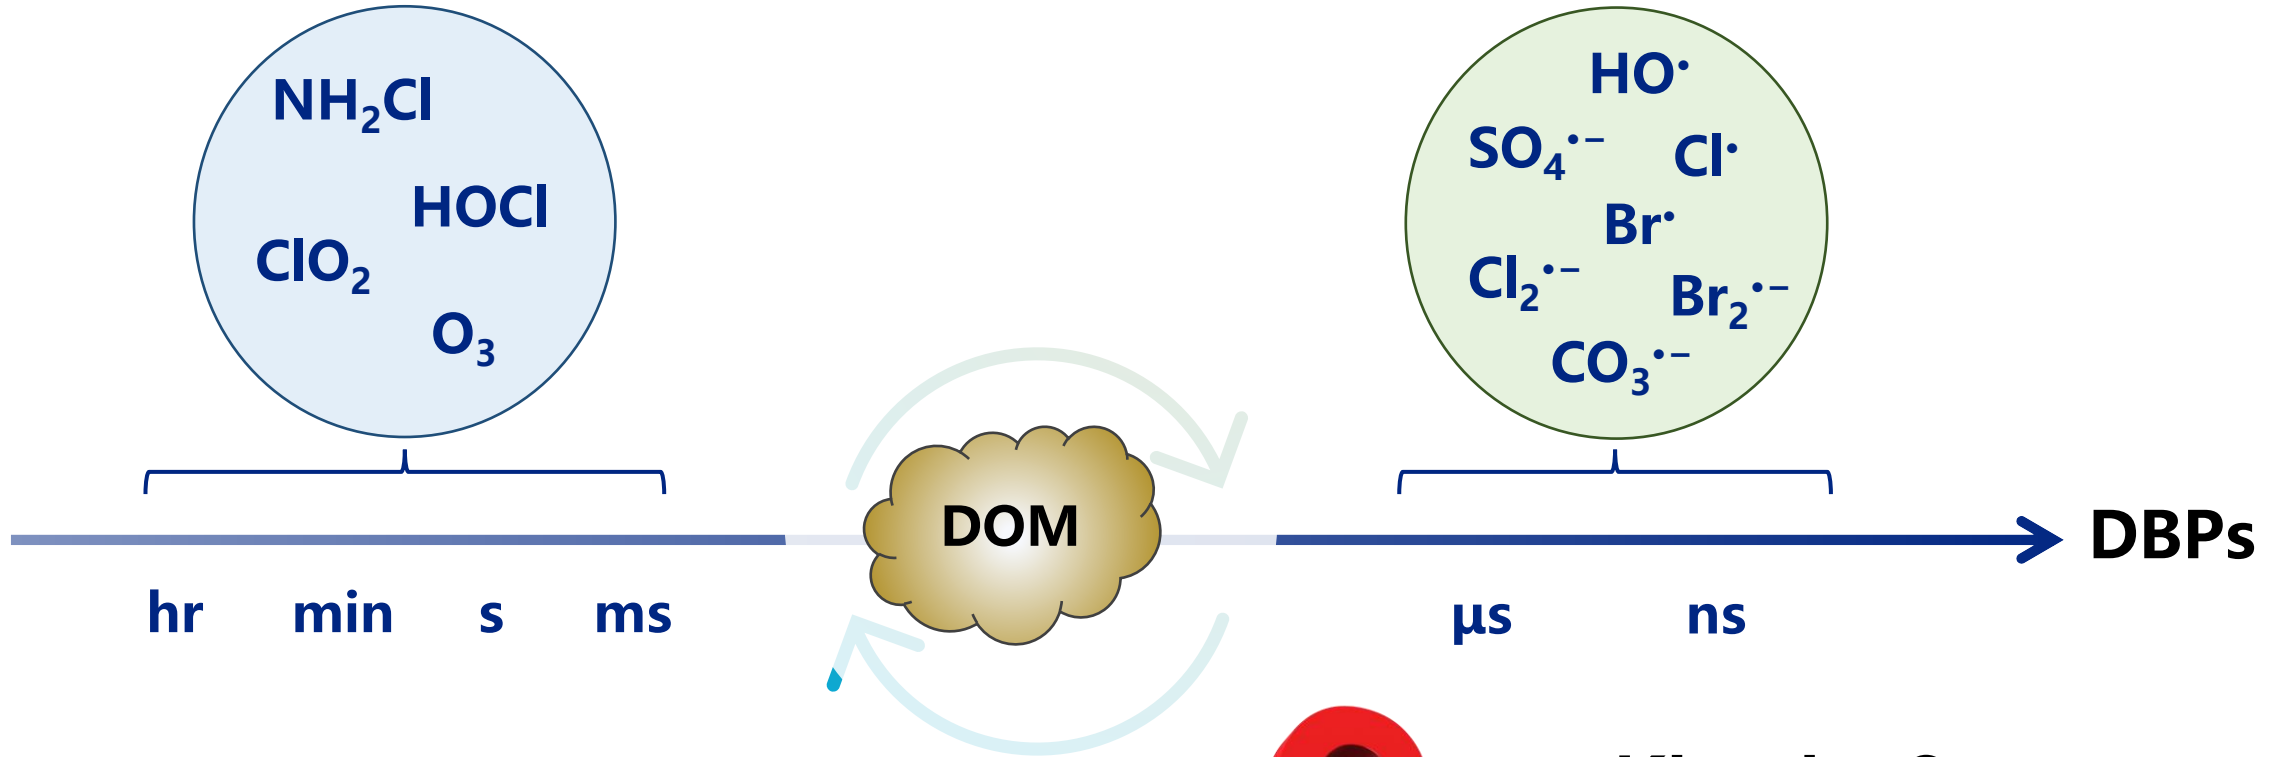 NH₂Cl
HOCl
ClO₂
O₃
HO•
SO₄•−
Cl•
Br•
Cl₂•−
Br₂•−
CO₃•−
DOM
DBPs
hr min s ms
µs ns